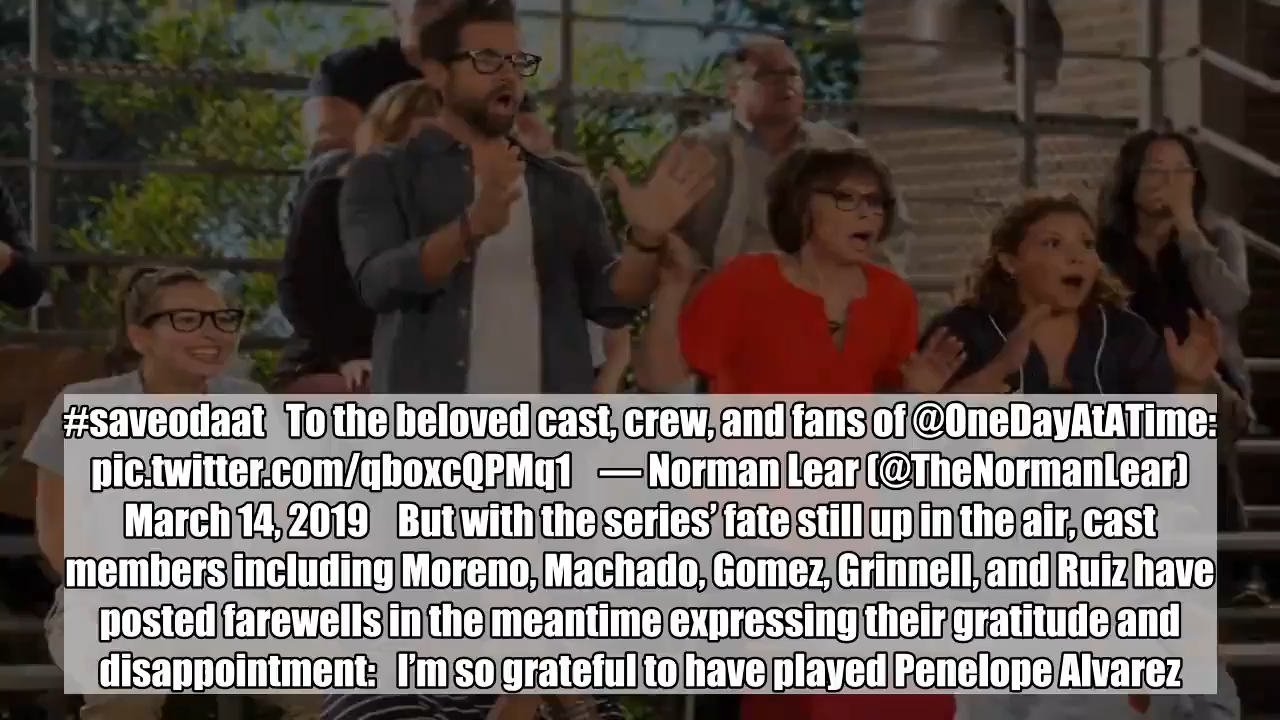 #saveodaat To the beloved cast, crew, and fans of @OneDayAtATime:
pic.twitter.com/qboxcQPMq1 — Norman Lear (@TheNormanLear)
March 14, 2019 But with the series’ fate still up in the air, cast
members including Moreno, Machado, Gomez, Grinnell, and Ruiz have
posted farewells in the meantime expressing their gratitude and
disappointment: I’m so grateful to have played Penelope Alvarez